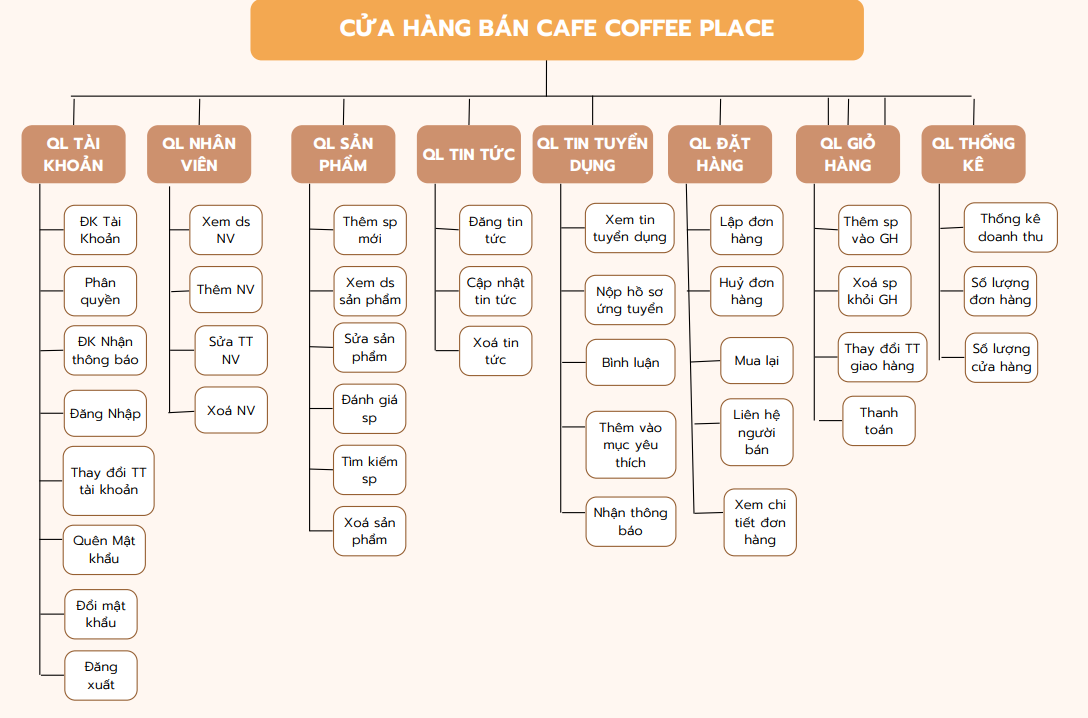 CỬA HÀNG BÁN CAFE COFFEE PLACE
QL TÀI
KHOẢN
ĐK Tài
Khoản
Phân
quyền
ĐK Nhận
thông báo
Đăng Nhập
Thay đổi TT
tài khoản
Quên Mật
khẩu
Đổi mật
khẩu
Đăng
xuất
QL NHÂN
VIÊN
Xem ds
NV
Thêm NV
Sửa TT
NV
Xoá NV
QL SẢN
PHẨM
Thêm sp
mới
Xem ds
sản phẩm
Sửa sản
phẩm
Đánh giá
sp
Tìm kiếm
sp
Xoá sản
phẩm
QL TIN TỨC
Đăng tin
tức
Cập nhật
tin tức
Xoá tin
tức
QL TIN TUYỂN
DỤNG
Xem tin
tuyển dụng
Nộp hồ sơ
ứng tuyển
Bình luận
Thêm vào
mục yêu
thích
Nhận thông
báo
QL ĐẶT
HÀNG
Lập đơn
hàng
Huỷ đơn
hàng
Mua lại
Liên hệ
người
bán
Xem chi
tiết đơn
hàng
QL GIỎ
HÀNG
Thêm sp
vào GH
Xoá sp
khỏi GH
Thay đổi TT
giao hàng
Thanh
toán
QL THỐNG
KÊ
Thống kê
doanh thu
Số lượng
đơn hàng
Số lượng
cửa hàng